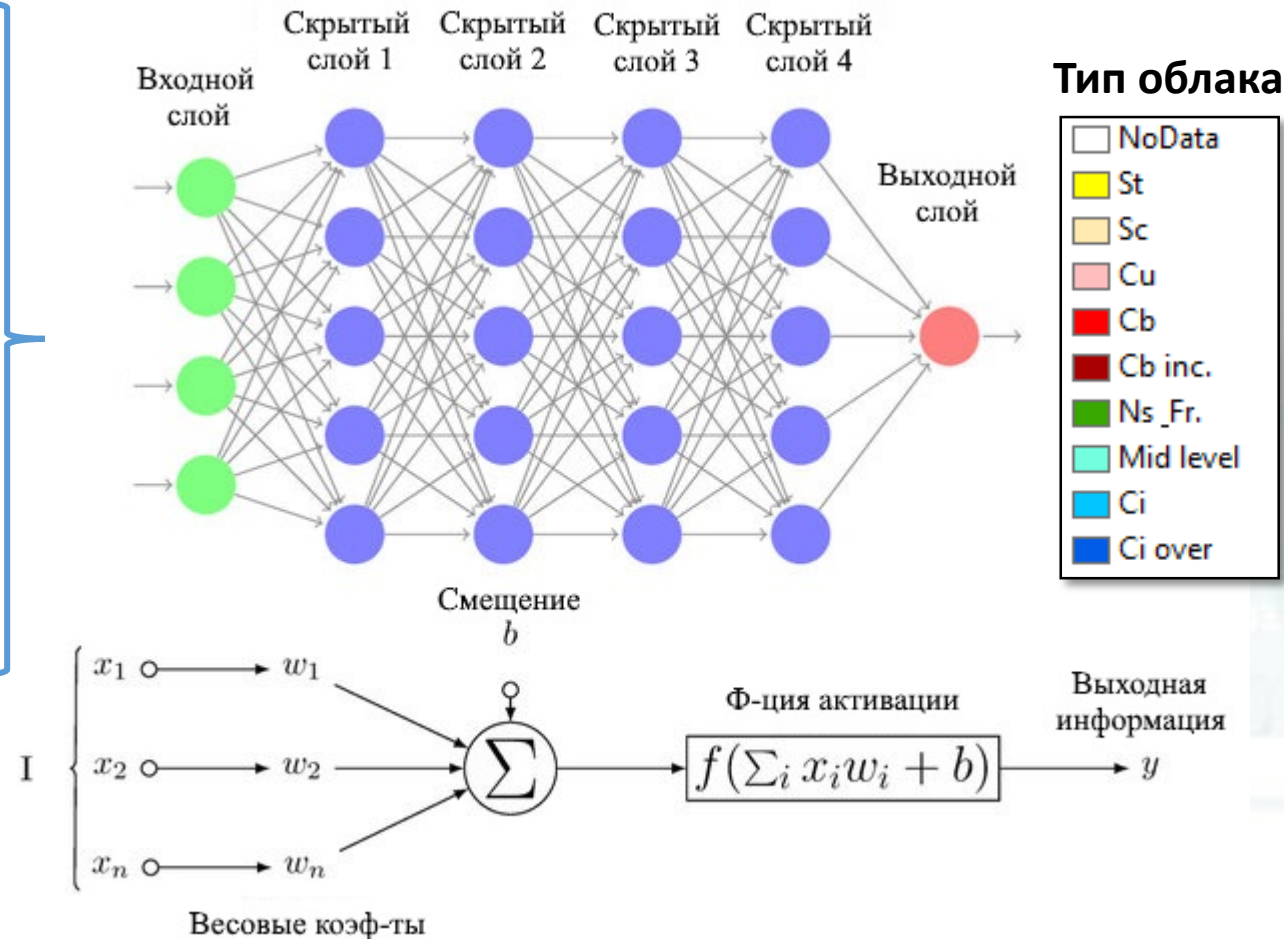 Скрытый слой 1
Скрытый слой 2
Скрытый слой 3
Скрытый слой 4
Входной
слой
Выходной
слой
Тип облака
NoData
St
Sc
Cu
Cb
Cb inc.
Ns_Fr.
Mid level
Ci
Ci over
Смещение
b
I
x₁ w₁
x₂ w₂
xₙ wₙ
∑
Ф-ция активации
f(∑ᵢ xᵢwᵢ + b)
Выходная
информация
y
Весовые коэф-ты